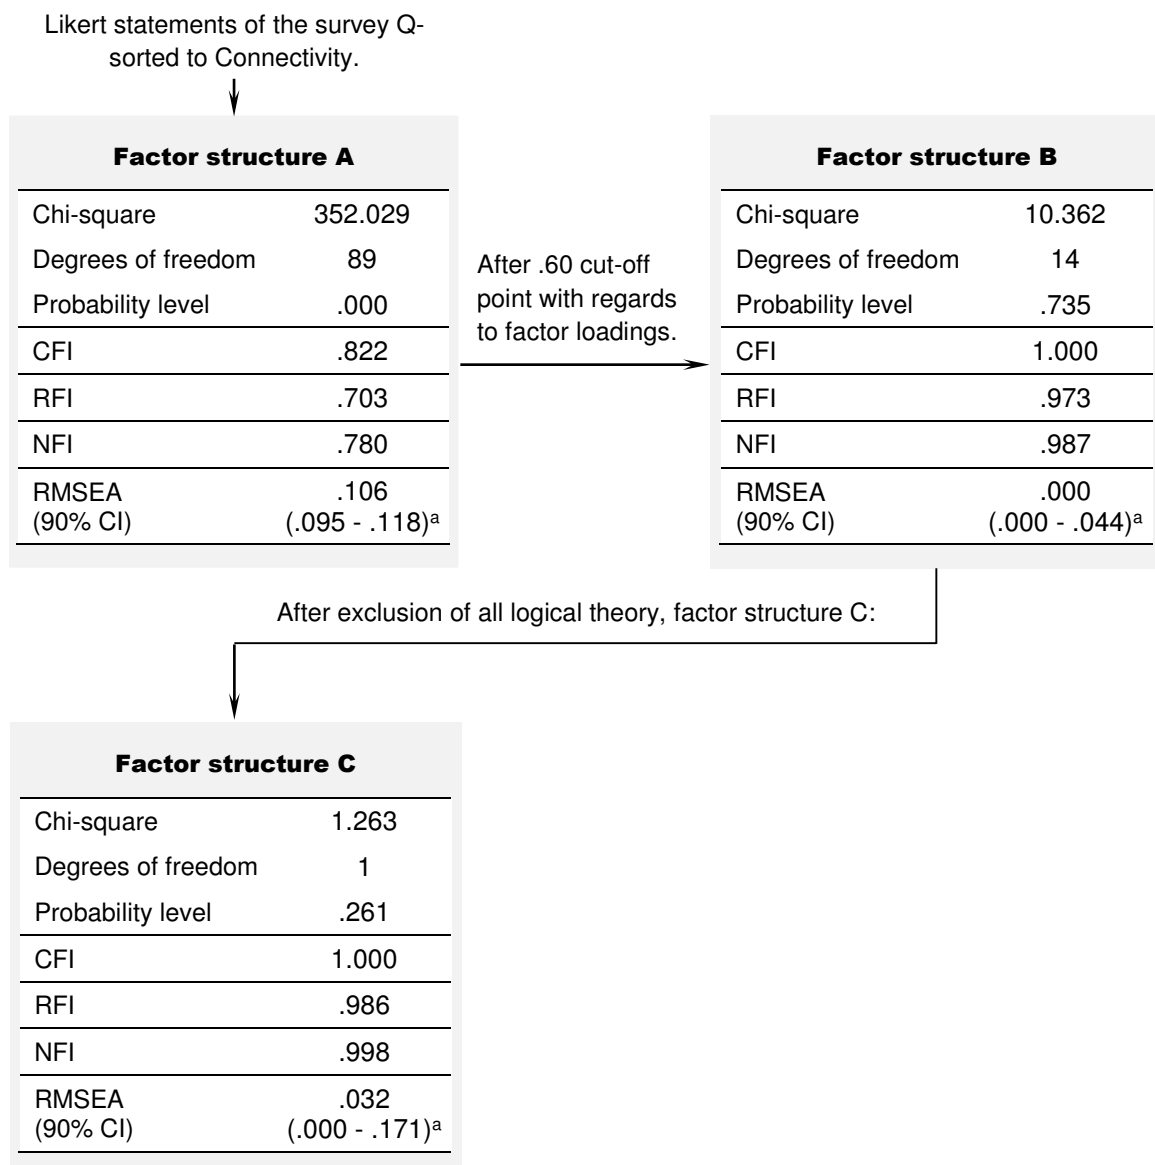 Likert statements of the survey Q-
sorted to Connectivity.
Factor structure A
Chi-square 352.029
Degrees of freedom 89
Probability level .000
CFI .822
RFI .703
NFI .780
RMSEA .106
(90% CI) (.095 - .118)a
After .60 cut-off
point with regards
to factor loadings.
Factor structure B
Chi-square 10.362
Degrees of freedom 14
Probability level .735
CFI 1.000
RFI .973
NFI .987
RMSEA .000
(90% CI) (.000 - .044)a
After exclusion of all logical theory, factor structure C:
Factor structure C
Chi-square 1.263
Degrees of freedom 1
Probability level .261
CFI 1.000
RFI .986
NFI .998
RMSEA .032
(90% CI) (.000 - .171)a